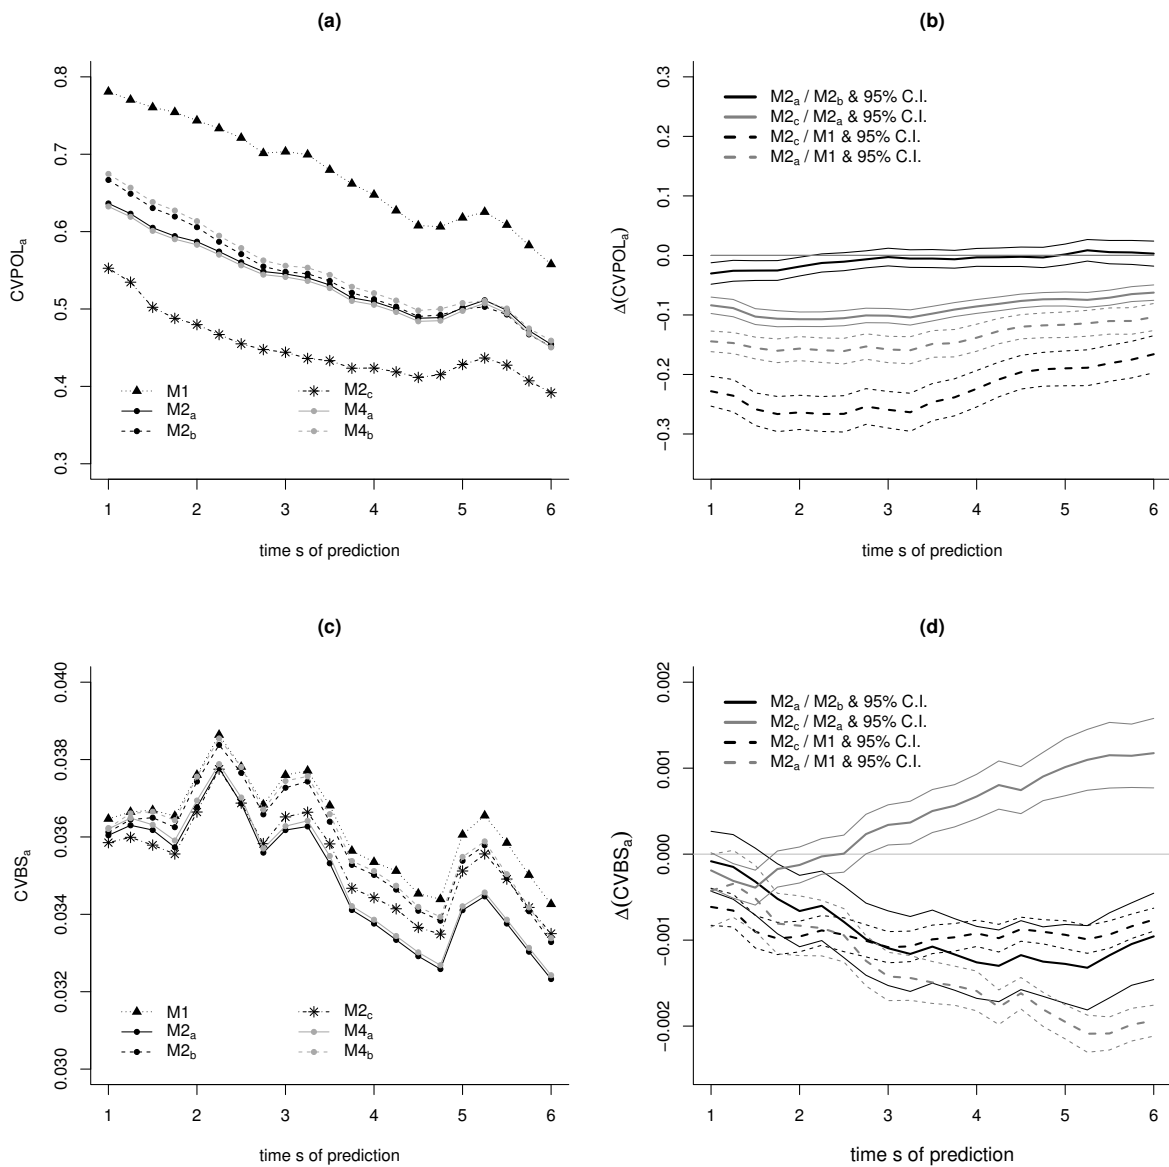 (a)
CVPOLa
0.8
0.7
0.6
0.5
0.4
0.3
M1
M2a
M2b
M2c
M4a
M4b
1 2 3 4 5 6
time s of prediction
(b)
Δ(CVPOLa)
0.3
0.2
0.1
0.0
−0.1
−0.2
−0.3
M2a / M2b & 95% C.I.
M2c / M2a & 95% C.I.
M2c / M1 & 95% C.I.
M2a / M1 & 95% C.I.
1 2 3 4 5 6
time s of prediction
(c)
CVBSa
0.040
0.038
0.036
0.034
0.032
0.030
M1
M2a
M2b
M2c
M4a
M4b
1 2 3 4 5 6
time s of prediction
(d)
Δ(CVBSa)
0.002
0.001
0.000
−0.001
−0.002
M2a / M2b & 95% C.I.
M2c / M2a & 95% C.I.
M2c / M1 & 95% C.I.
M2a / M1 & 95% C.I.
1 2 3 4 5 6
time s of prediction